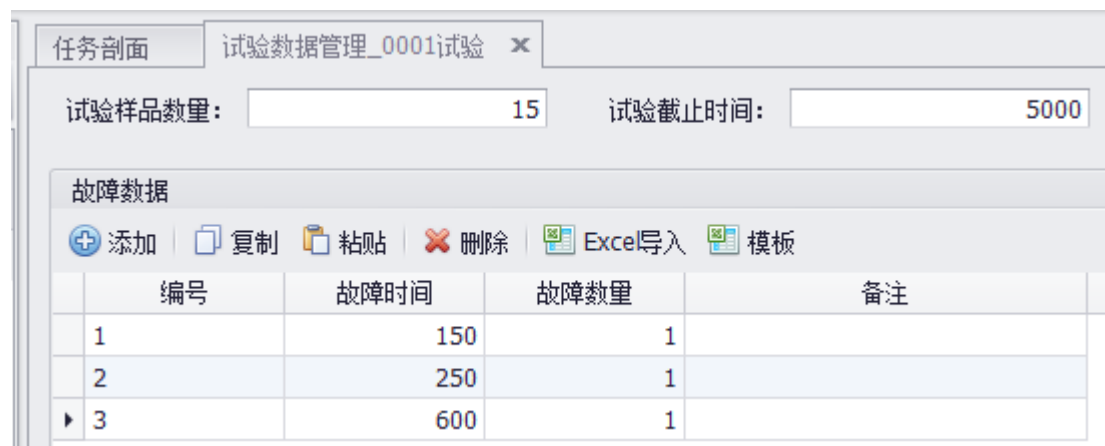 任务剖面 试验数据管理_0001试验 ×
试验样品数量： 15 试验截止时间： 5000
故障数据
添加 复制 粘贴 删除 Excel导入 模板
编号 故障时间 故障数量 备注
1 150 1
2 250 1
3 600 1